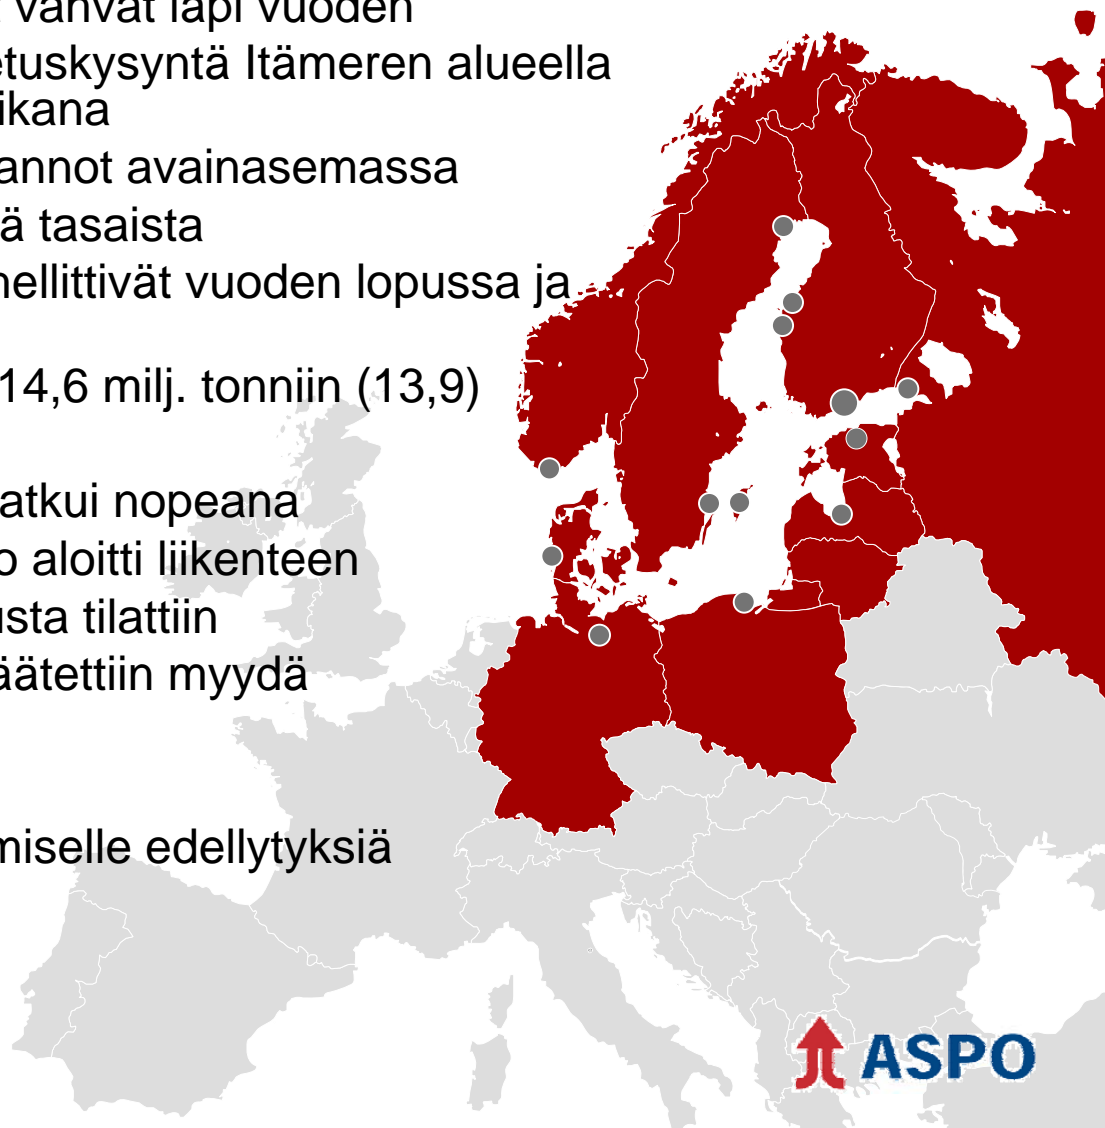 vahvat läpi vuoden
etuskysyntä Itämeren alueella
ikana
annot avainasemassa
ä tasaista
hellittivät vuoden lopussa ja
14,6 milj. tonniin (13,9)
atkui nopeana
o aloitti liikenteen
usta tilattiin
äätettiin myydä
miselle edellytyksiä
ASPO